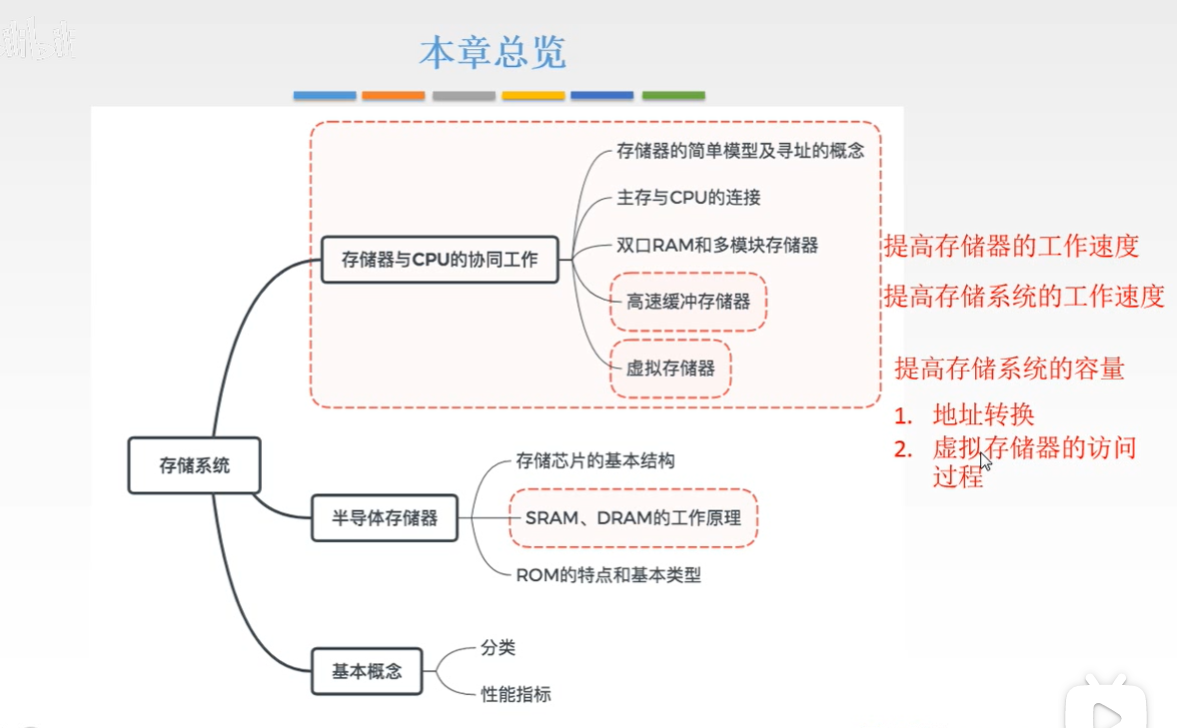 本章总览
存储器的简单模型及寻址的概念
主存与CPU的连接
双口RAM和多模块存储器
提高存储器的工作速度
存储器与CPU的协同工作
高速缓冲存储器
提高存储系统的工作速度
虚拟存储器
提高存储系统的容量
1. 地址转换
2. 虚拟存储器的访问
过程
存储系统
存储芯片的基本结构
半导体存储器
SRAM、DRAM的工作原理
ROM的特点和基本类型
基本概念
分类
性能指标